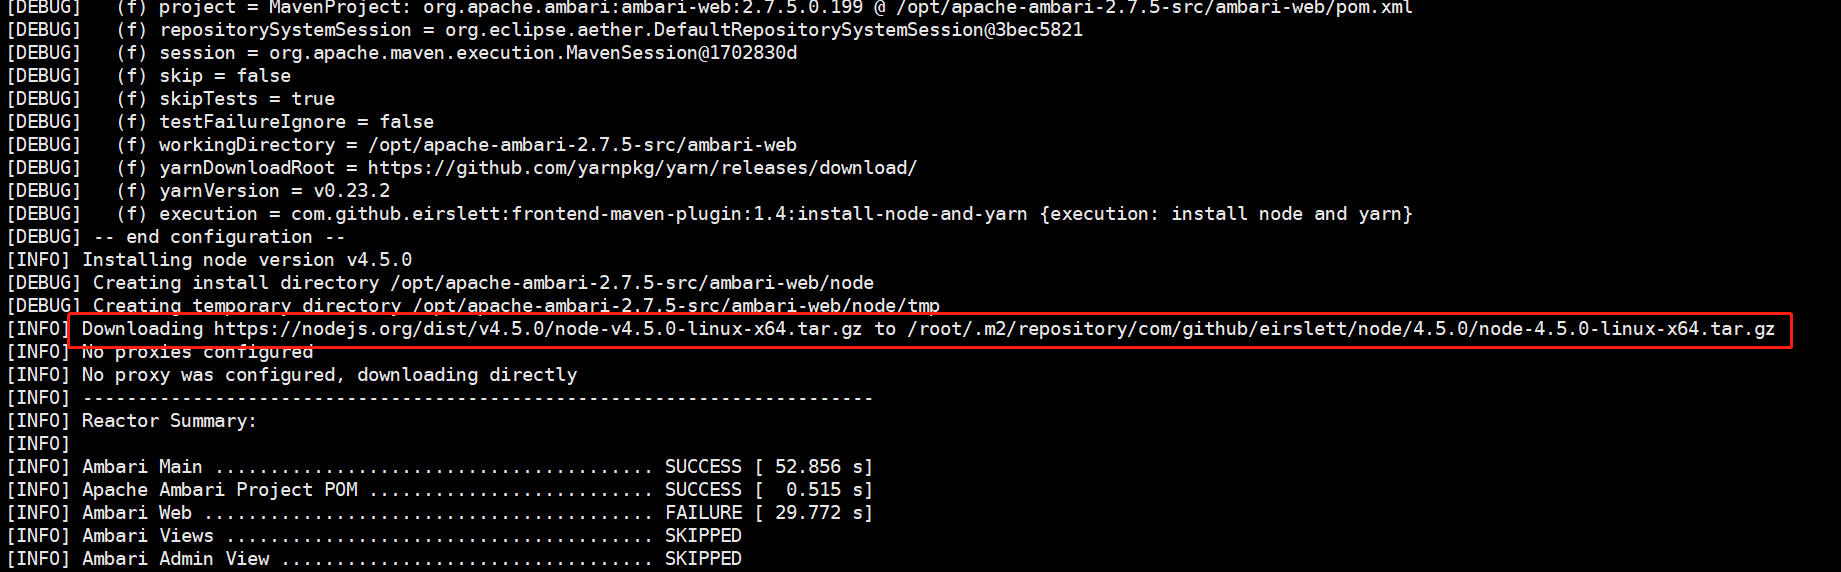 [DEBUG]   (f) project = MavenProject: org.apache.ambari:ambari-web:2.7.5.0.199 @ /opt/apache-ambari-2.7.5-src/ambari-web/pom.xml
[DEBUG]   (f) repositorySystemSession = org.eclipse.aether.DefaultRepositorySystemSession@3bec5821
[DEBUG]   (f) session = org.apache.maven.execution.MavenSession@1702830d
[DEBUG]   (f) skip = false
[DEBUG]   (f) skipTests = true
[DEBUG]   (f) testFailureIgnore = false
[DEBUG]   (f) workingDirectory = /opt/apache-ambari-2.7.5-src/ambari-web
[DEBUG]   (f) yarnDownloadRoot = https://github.com/yarnpkg/yarn/releases/download/
[DEBUG]   (f) yarnVersion = v0.23.2
[DEBUG]   (f) execution = com.github.eirslett:frontend-maven-plugin:1.4:install-node-and-yarn {execution: install node and yarn}
[DEBUG] -- end configuration --
[INFO] Installing node version v4.5.0
[DEBUG] Creating install directory /opt/apache-ambari-2.7.5-src/ambari-web/node
[DEBUG] Creating temporary directory /opt/apache-ambari-2.7.5-src/ambari-web/node/tmp
[INFO] Downloading https://nodejs.org/dist/v4.5.0/node-v4.5.0-linux-x64.tar.gz to /root/.m2/repository/com/github/eirslett/node/4.5.0/node-4.5.0-linux-x64.tar.gz
[INFO] No proxies configured
[INFO] No proxy was configured, downloading directly
[INFO] ------------------------------------------------------------------------
[INFO] Reactor Summary:
[INFO]
[INFO] Ambari Main ........................................ SUCCESS [ 52.856 s]
[INFO] Apache Ambari Project POM .......................... SUCCESS [  0.515 s]
[INFO] Ambari Web ......................................... FAILURE [ 29.772 s]
[INFO] Ambari Views ....................................... SKIPPED
[INFO] Ambari Admin View .................................. SKIPPED